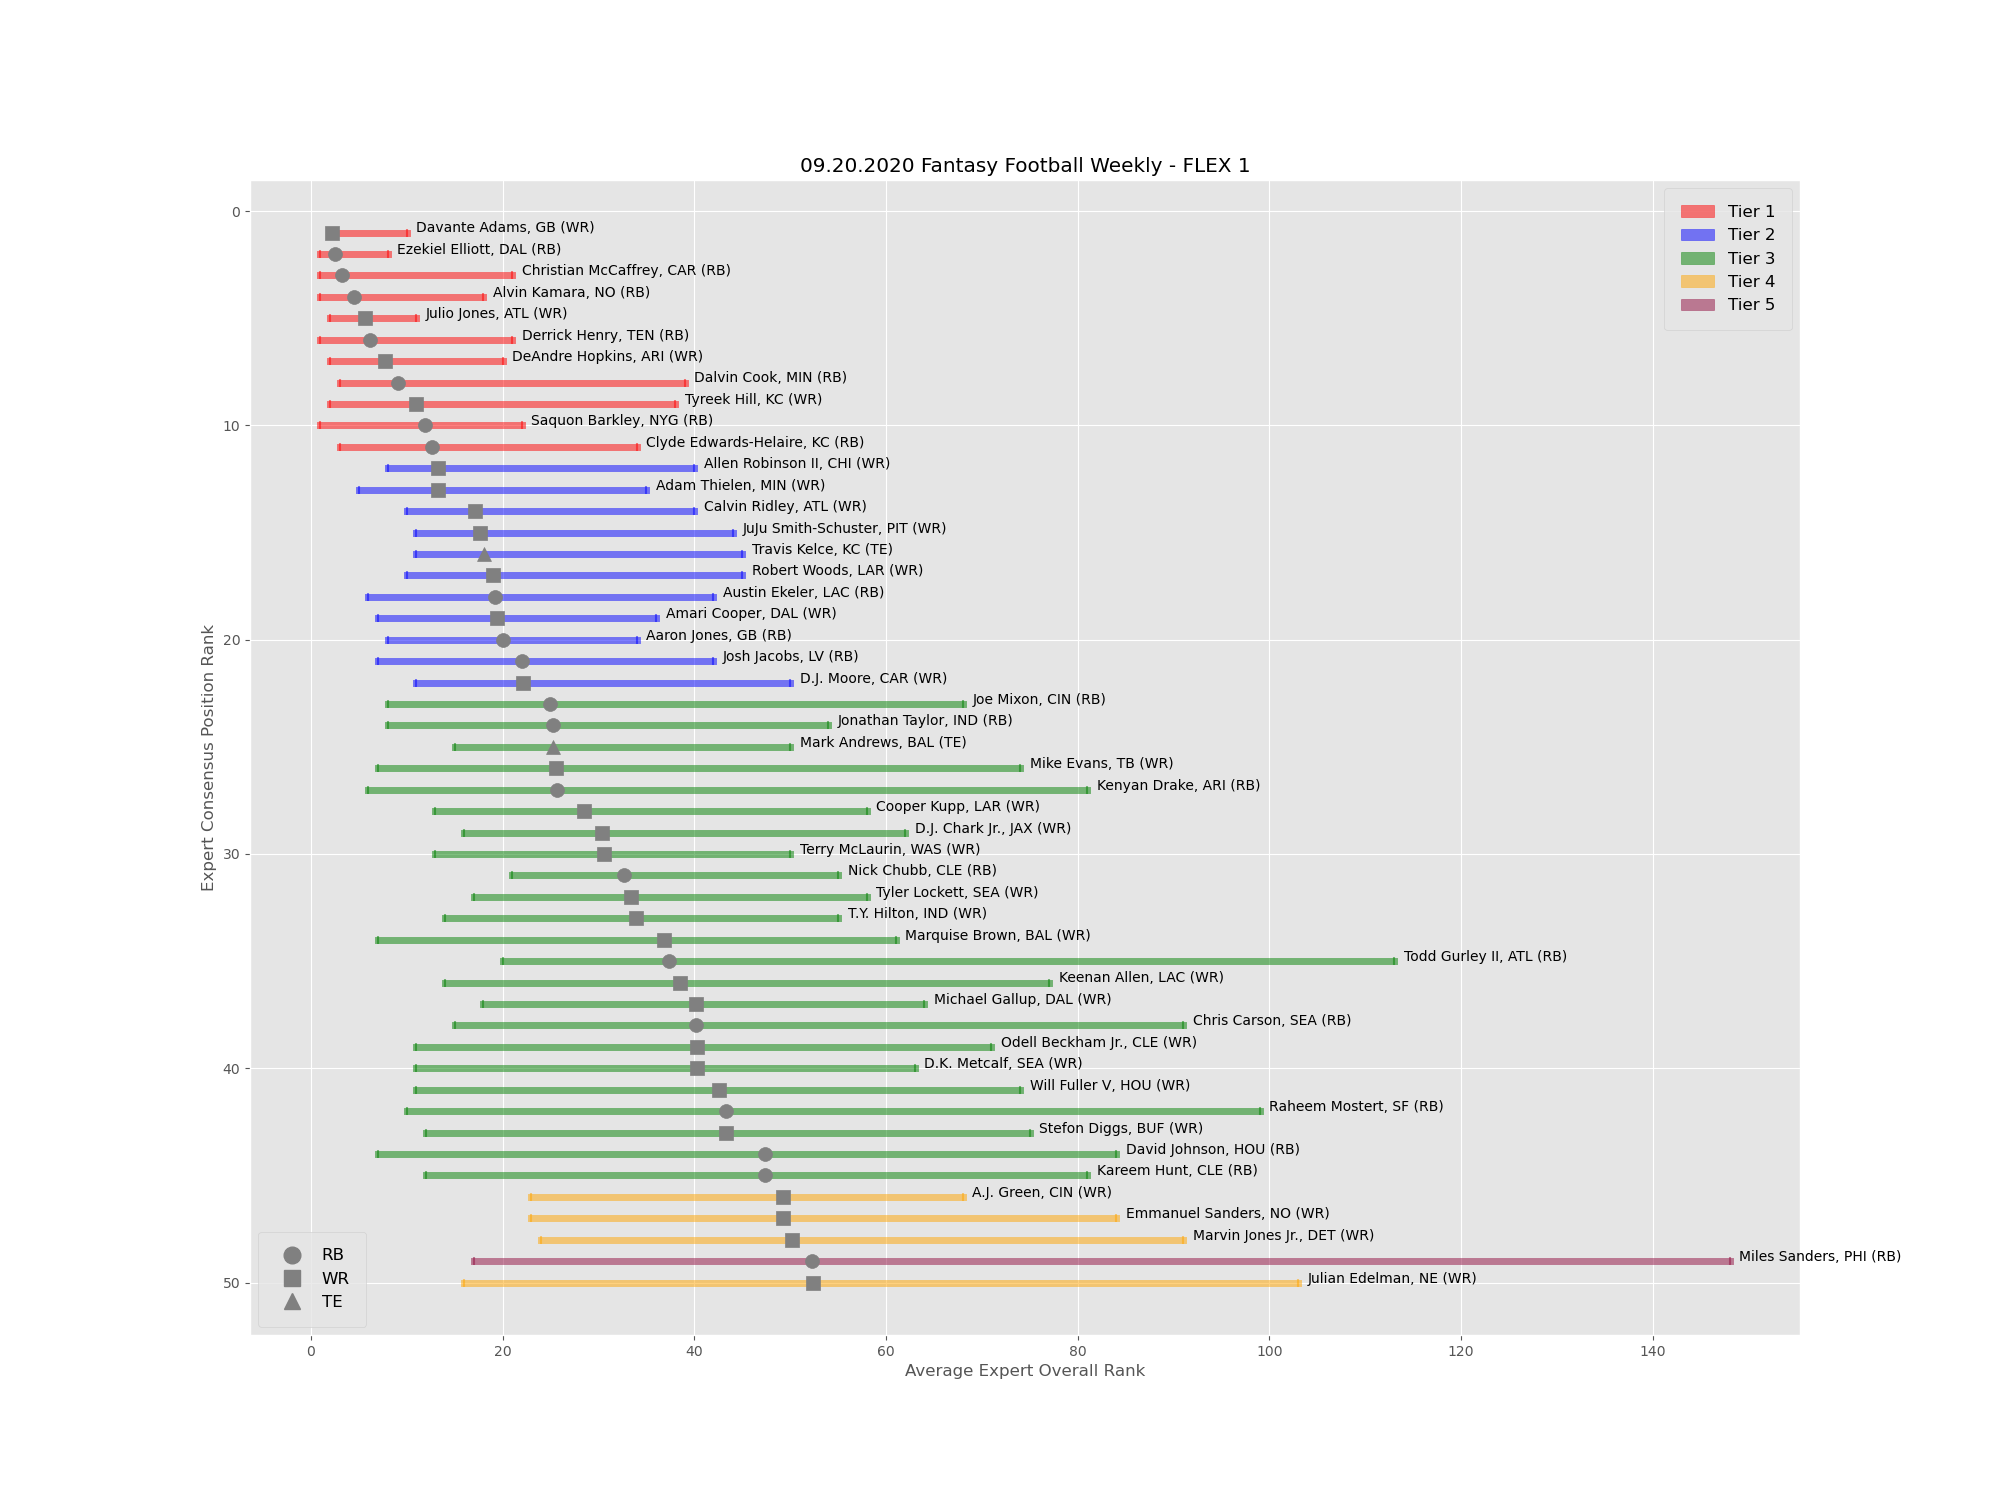 09.20.2020 Fantasy Football Weekly - FLEX 1
Tier 1
Tier 2
Tier 3
Tier 4
Tier 5
Expert Consensus Position Rank
0
10
20
30
40
50
Davante Adams, GB (WR)
Ezekiel Elliott, DAL (RB)
Christian McCaffrey, CAR (RB)
Alvin Kamara, NO (RB)
Julio Jones, ATL (WR)
Derrick Henry, TEN (RB)
DeAndre Hopkins, ARI (WR)
Dalvin Cook, MIN (RB)
Tyreek Hill, KC (WR)
Saquon Barkley, NYG (RB)
Clyde Edwards-Helaire, KC (RB)
Allen Robinson II, CHI (WR)
Adam Thielen, MIN (WR)
Calvin Ridley, ATL (WR)
JuJu Smith-Schuster, PIT (WR)
Travis Kelce, KC (TE)
Robert Woods, LAR (WR)
Austin Ekeler, LAC (RB)
Amari Cooper, DAL (WR)
Aaron Jones, GB (RB)
Josh Jacobs, LV (RB)
D.J. Moore, CAR (WR)
Joe Mixon, CIN (RB)
Jonathan Taylor, IND (RB)
Mark Andrews, BAL (TE)
Mike Evans, TB (WR)
Kenyan Drake, ARI (RB)
Cooper Kupp, LAR (WR)
D.J. Chark Jr., JAX (WR)
Terry McLaurin, WAS (WR)
Nick Chubb, CLE (RB)
Tyler Lockett, SEA (WR)
T.Y. Hilton, IND (WR)
Marquise Brown, BAL (WR)
Todd Gurley II, ATL (RB)
Keenan Allen, LAC (WR)
Michael Gallup, DAL (WR)
Chris Carson, SEA (RB)
Odell Beckham Jr., CLE (WR)
D.K. Metcalf, SEA (WR)
Will Fuller V, HOU (WR)
Raheem Mostert, SF (RB)
Stefon Diggs, BUF (WR)
David Johnson, HOU (RB)
Kareem Hunt, CLE (RB)
A.J. Green, CIN (WR)
Emmanuel Sanders, NO (WR)
Marvin Jones Jr., DET (WR)
Miles Sanders, PHI (RB)
Julian Edelman, NE (WR)
RB
WR
TE
0 20 40 60 80 100 120 140
Average Expert Overall Rank